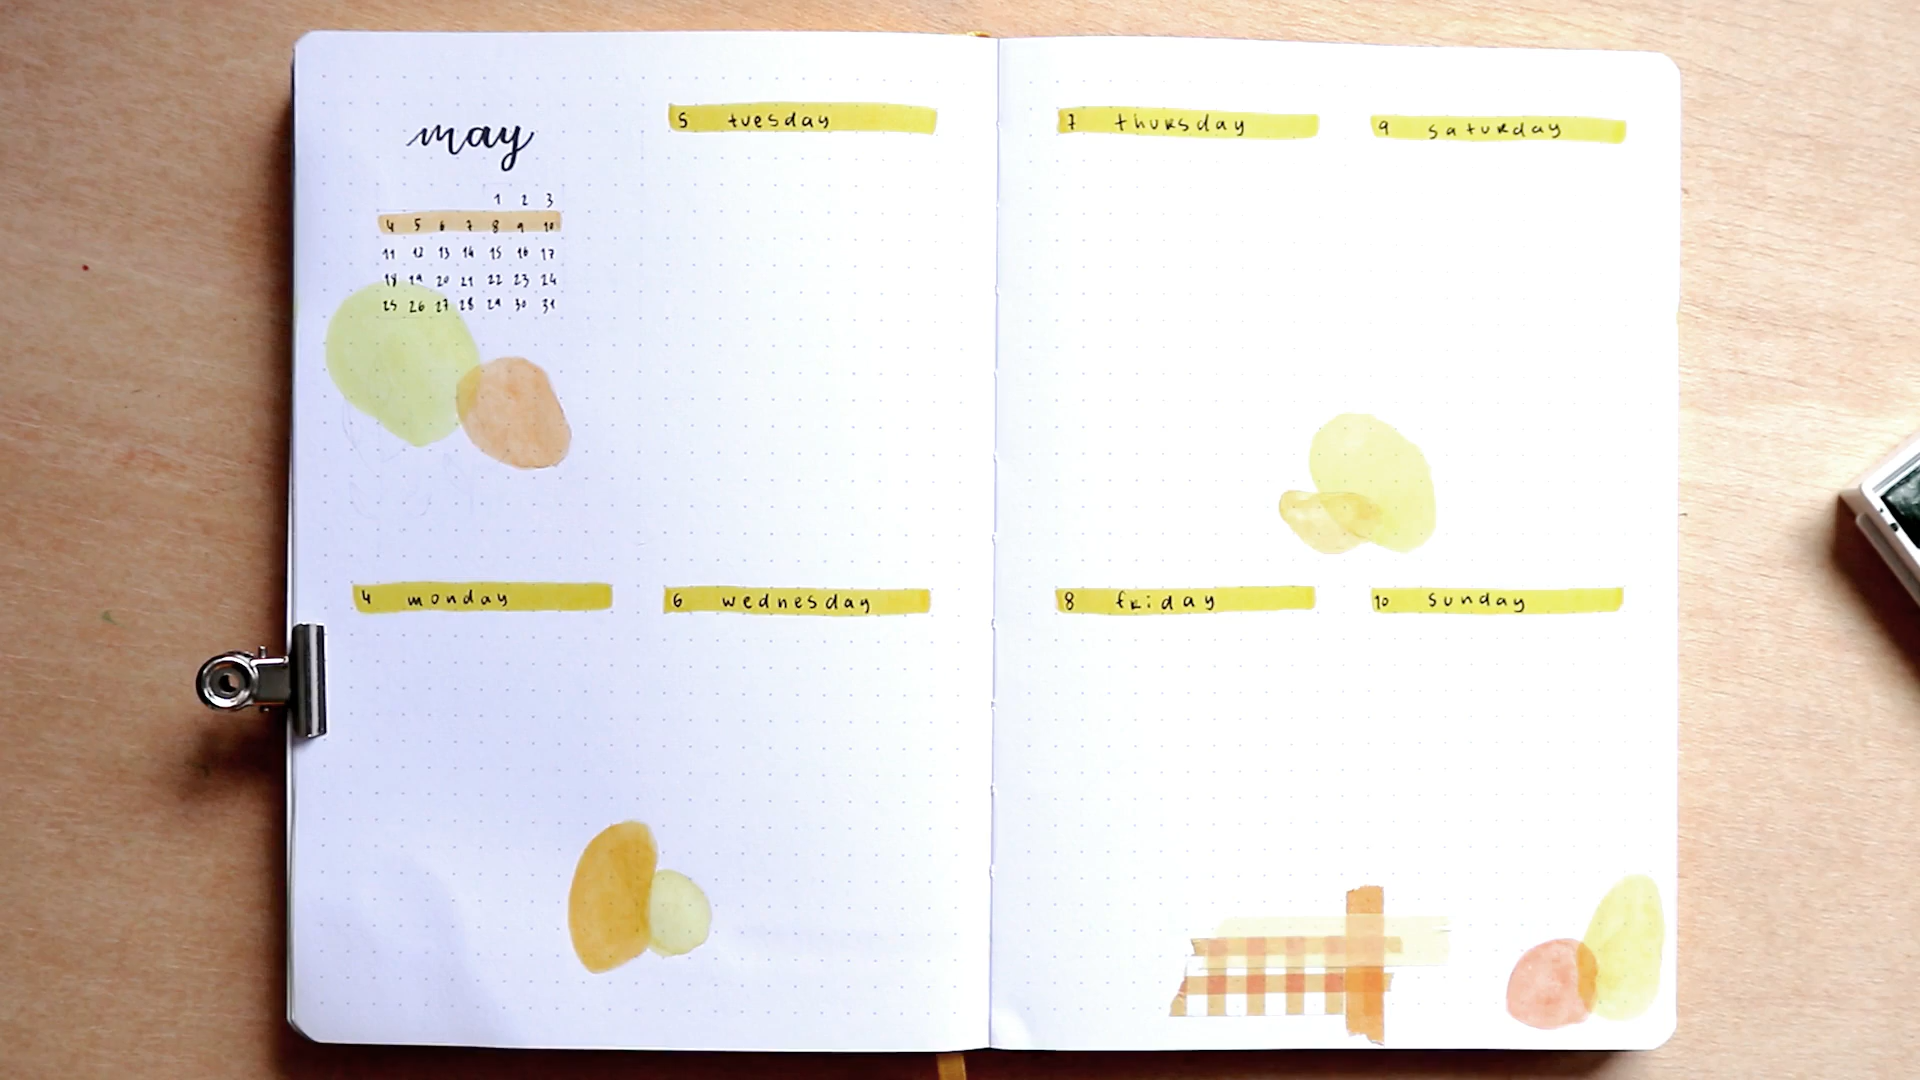 may
1 2 3
4 5 6 7 8 9 10
11 12 13 14 15 16 17
18 19 20 21 22 23 24
25 26 27 28 29 30 31
4 monday
5 tuesday
6 wednesday
7 thursday
8 friday
9 saturday
10 sunday